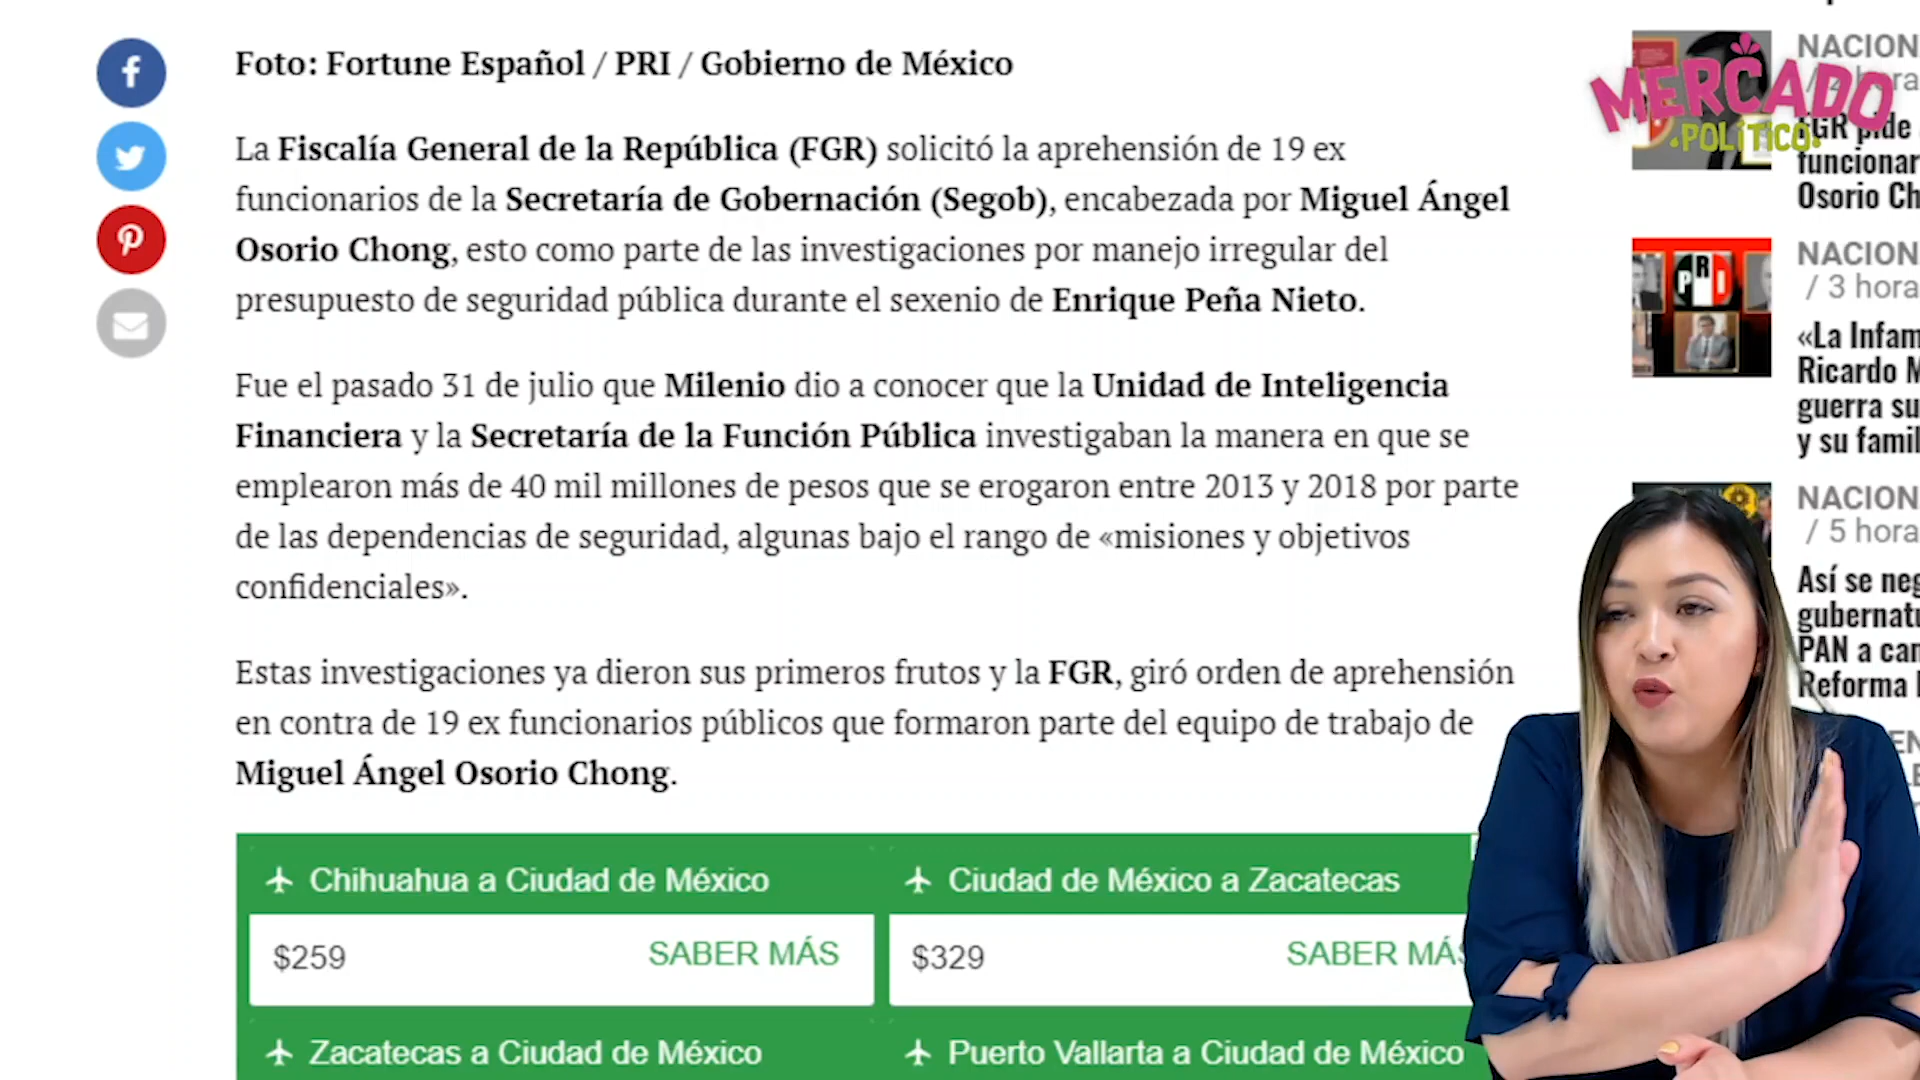 Foto: Fortune Español / PRI / Gobierno de México
La Fiscalía General de la República (FGR) solicitó la aprehensión de 19 ex
funcionarios de la Secretaría de Gobernación (Segob), encabezada por Miguel Ángel
Osorio Chong, esto como parte de las investigaciones por manejo irregular del
presupuesto de seguridad pública durante el sexenio de Enrique Peña Nieto.
Fue el pasado 31 de julio que Milenio dio a conocer que la Unidad de Inteligencia
Financiera y la Secretaría de la Función Pública investigaban la manera en que se
emplearon más de 40 mil millones de pesos que se erogaron entre 2013 y 2018 por parte
de las dependencias de seguridad, algunas bajo el rango de «misiones y objetivos
confidenciales».
Estas investigaciones ya dieron sus primeros frutos y la FGR, giró orden de aprehensión
en contra de 19 ex funcionarios públicos que formaron parte del equipo de trabajo de
Miguel Ángel Osorio Chong.
Chihuahua a Ciudad de México
$259 SABER MÁS
Ciudad de México a Zacatecas
$329 SABER MÁS
Zacatecas a Ciudad de México
Puerto Vallarta a Ciudad de México
MERCADO
POLÍTICO
NACION
FGR pide
funcionar
Osorio Ch
PRI
NACION
/ 3 hora
«La Infam
Ricardo M
guerra su
y su famil
NACION
/ 5 hora
Así se neg
gubernatu
PAN a can
Reforma